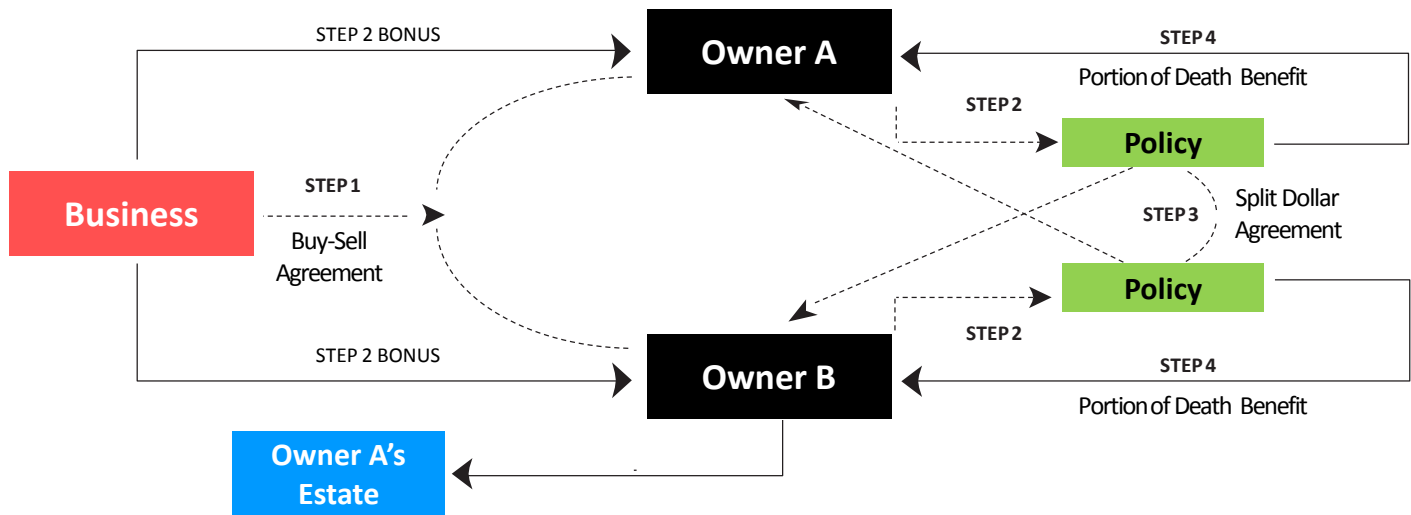 STEP 2 BONUS
Owner A
STEP 4
Portion of Death Benefit
STEP 2
Policy
STEP 1
Business
Buy-Sell
Agreement
STEP 3
Split Dollar
Agreement
Policy
STEP 2
STEP 2 BONUS
Owner B
STEP 4
Portion of Death Benefit
Owner A's
Estate
-